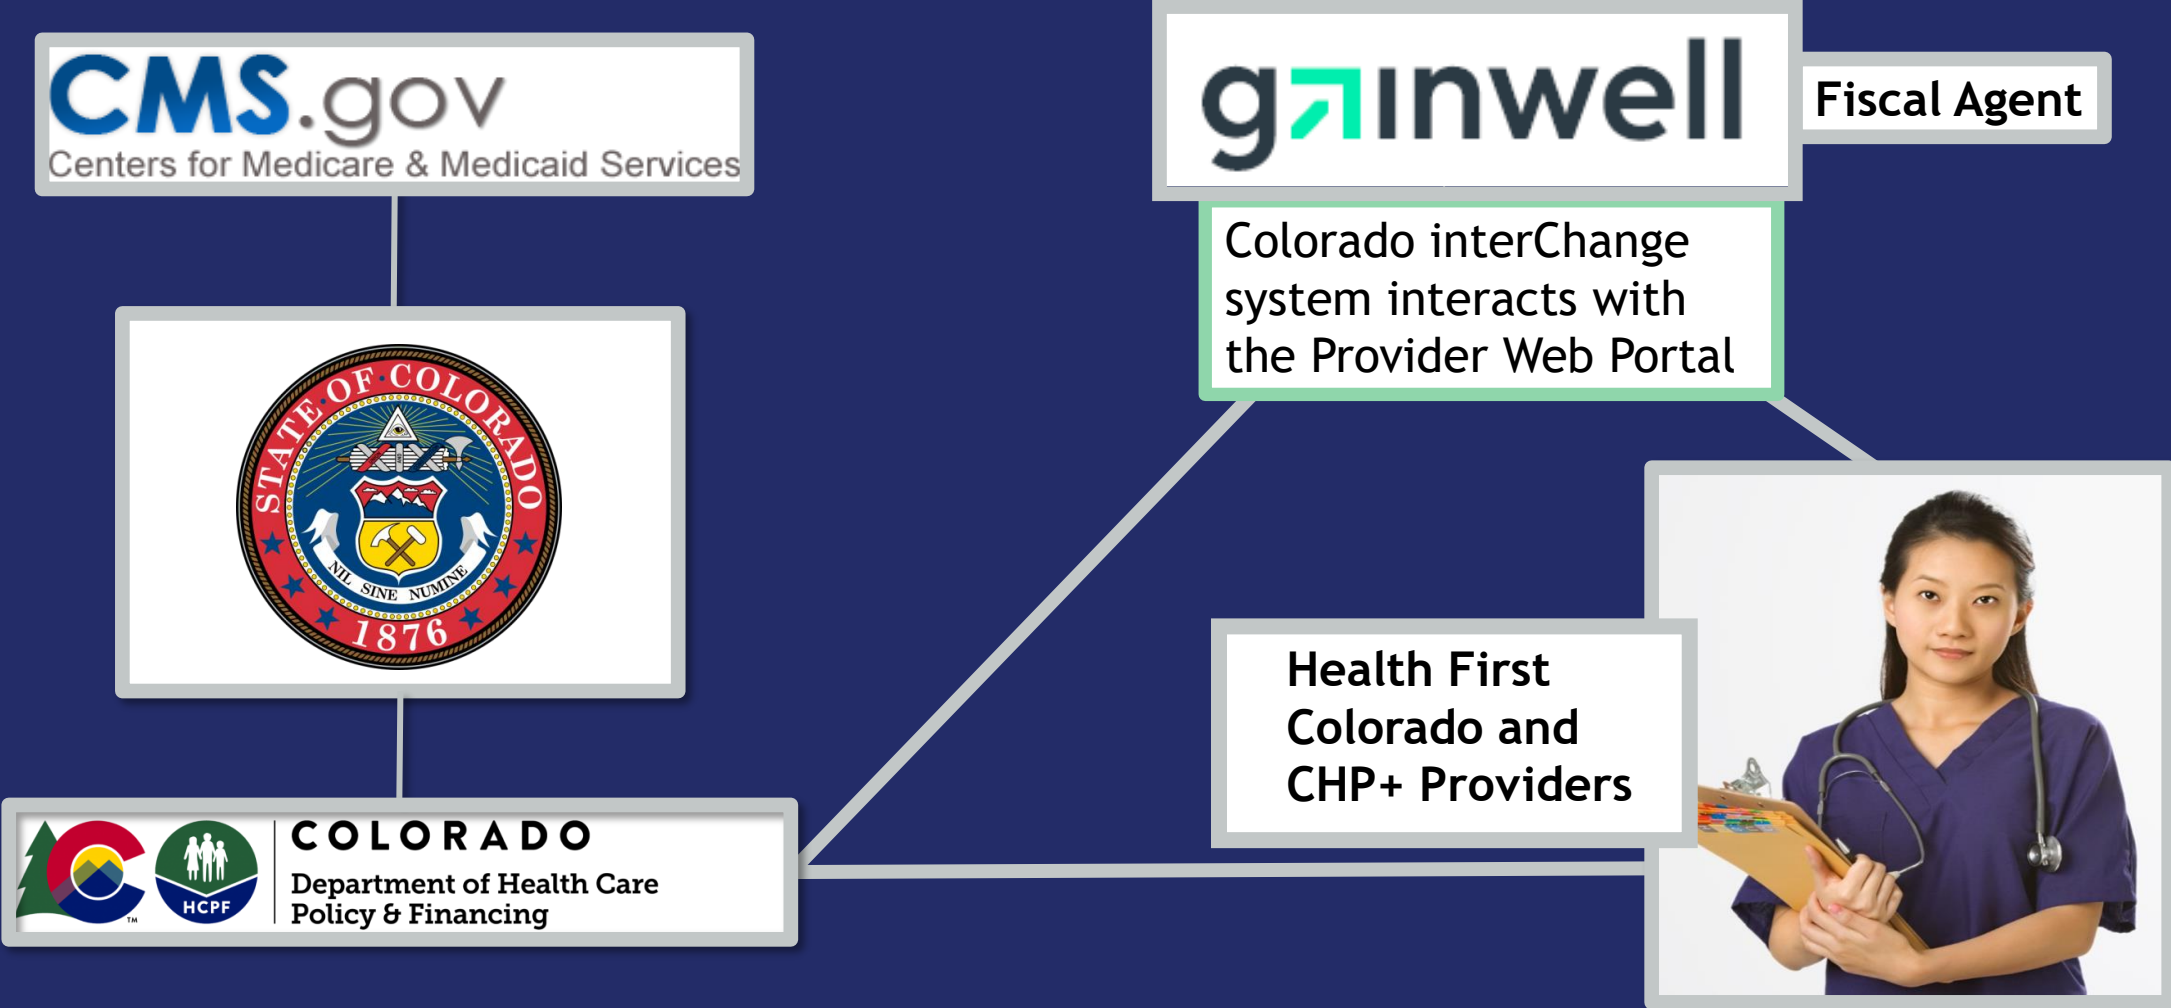 CMS.gov
Centers for Medicare & Medicaid Services
gainwell
Fiscal Agent
Colorado interChange
system interacts with
the Provider Web Portal
STATE OF COLORADO
NIL SINE NUMINE
1876
Health First
Colorado and
CHP+ Providers
COLORADO
Department of Health Care
Policy & Financing
HCPF
TM